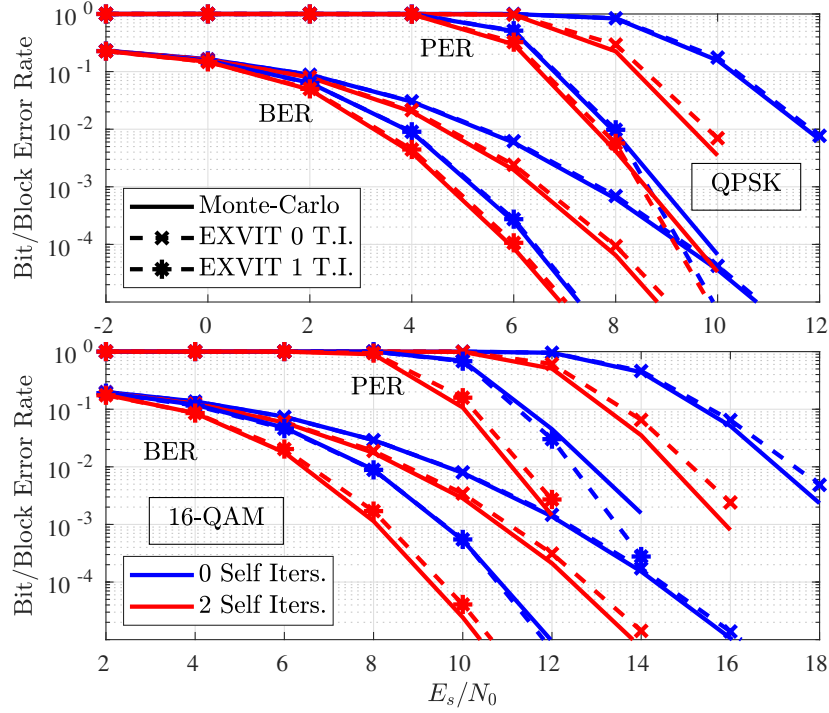 10^0
10^-1
10^-2
10^-3
10^-4
Bit/Block Error Rate
PER
BER
QPSK
Monte-Carlo
EXVIT 0 T.I.
EXVIT 1 T.I.
-2 0 2 4 6 8 10 12
10^0
10^-1
10^-2
10^-3
10^-4
Bit/Block Error Rate
PER
BER
16-QAM
0 Self Iters.
2 Self Iters.
2 4 6 8 10 12 14 16 18
E_s/N_0